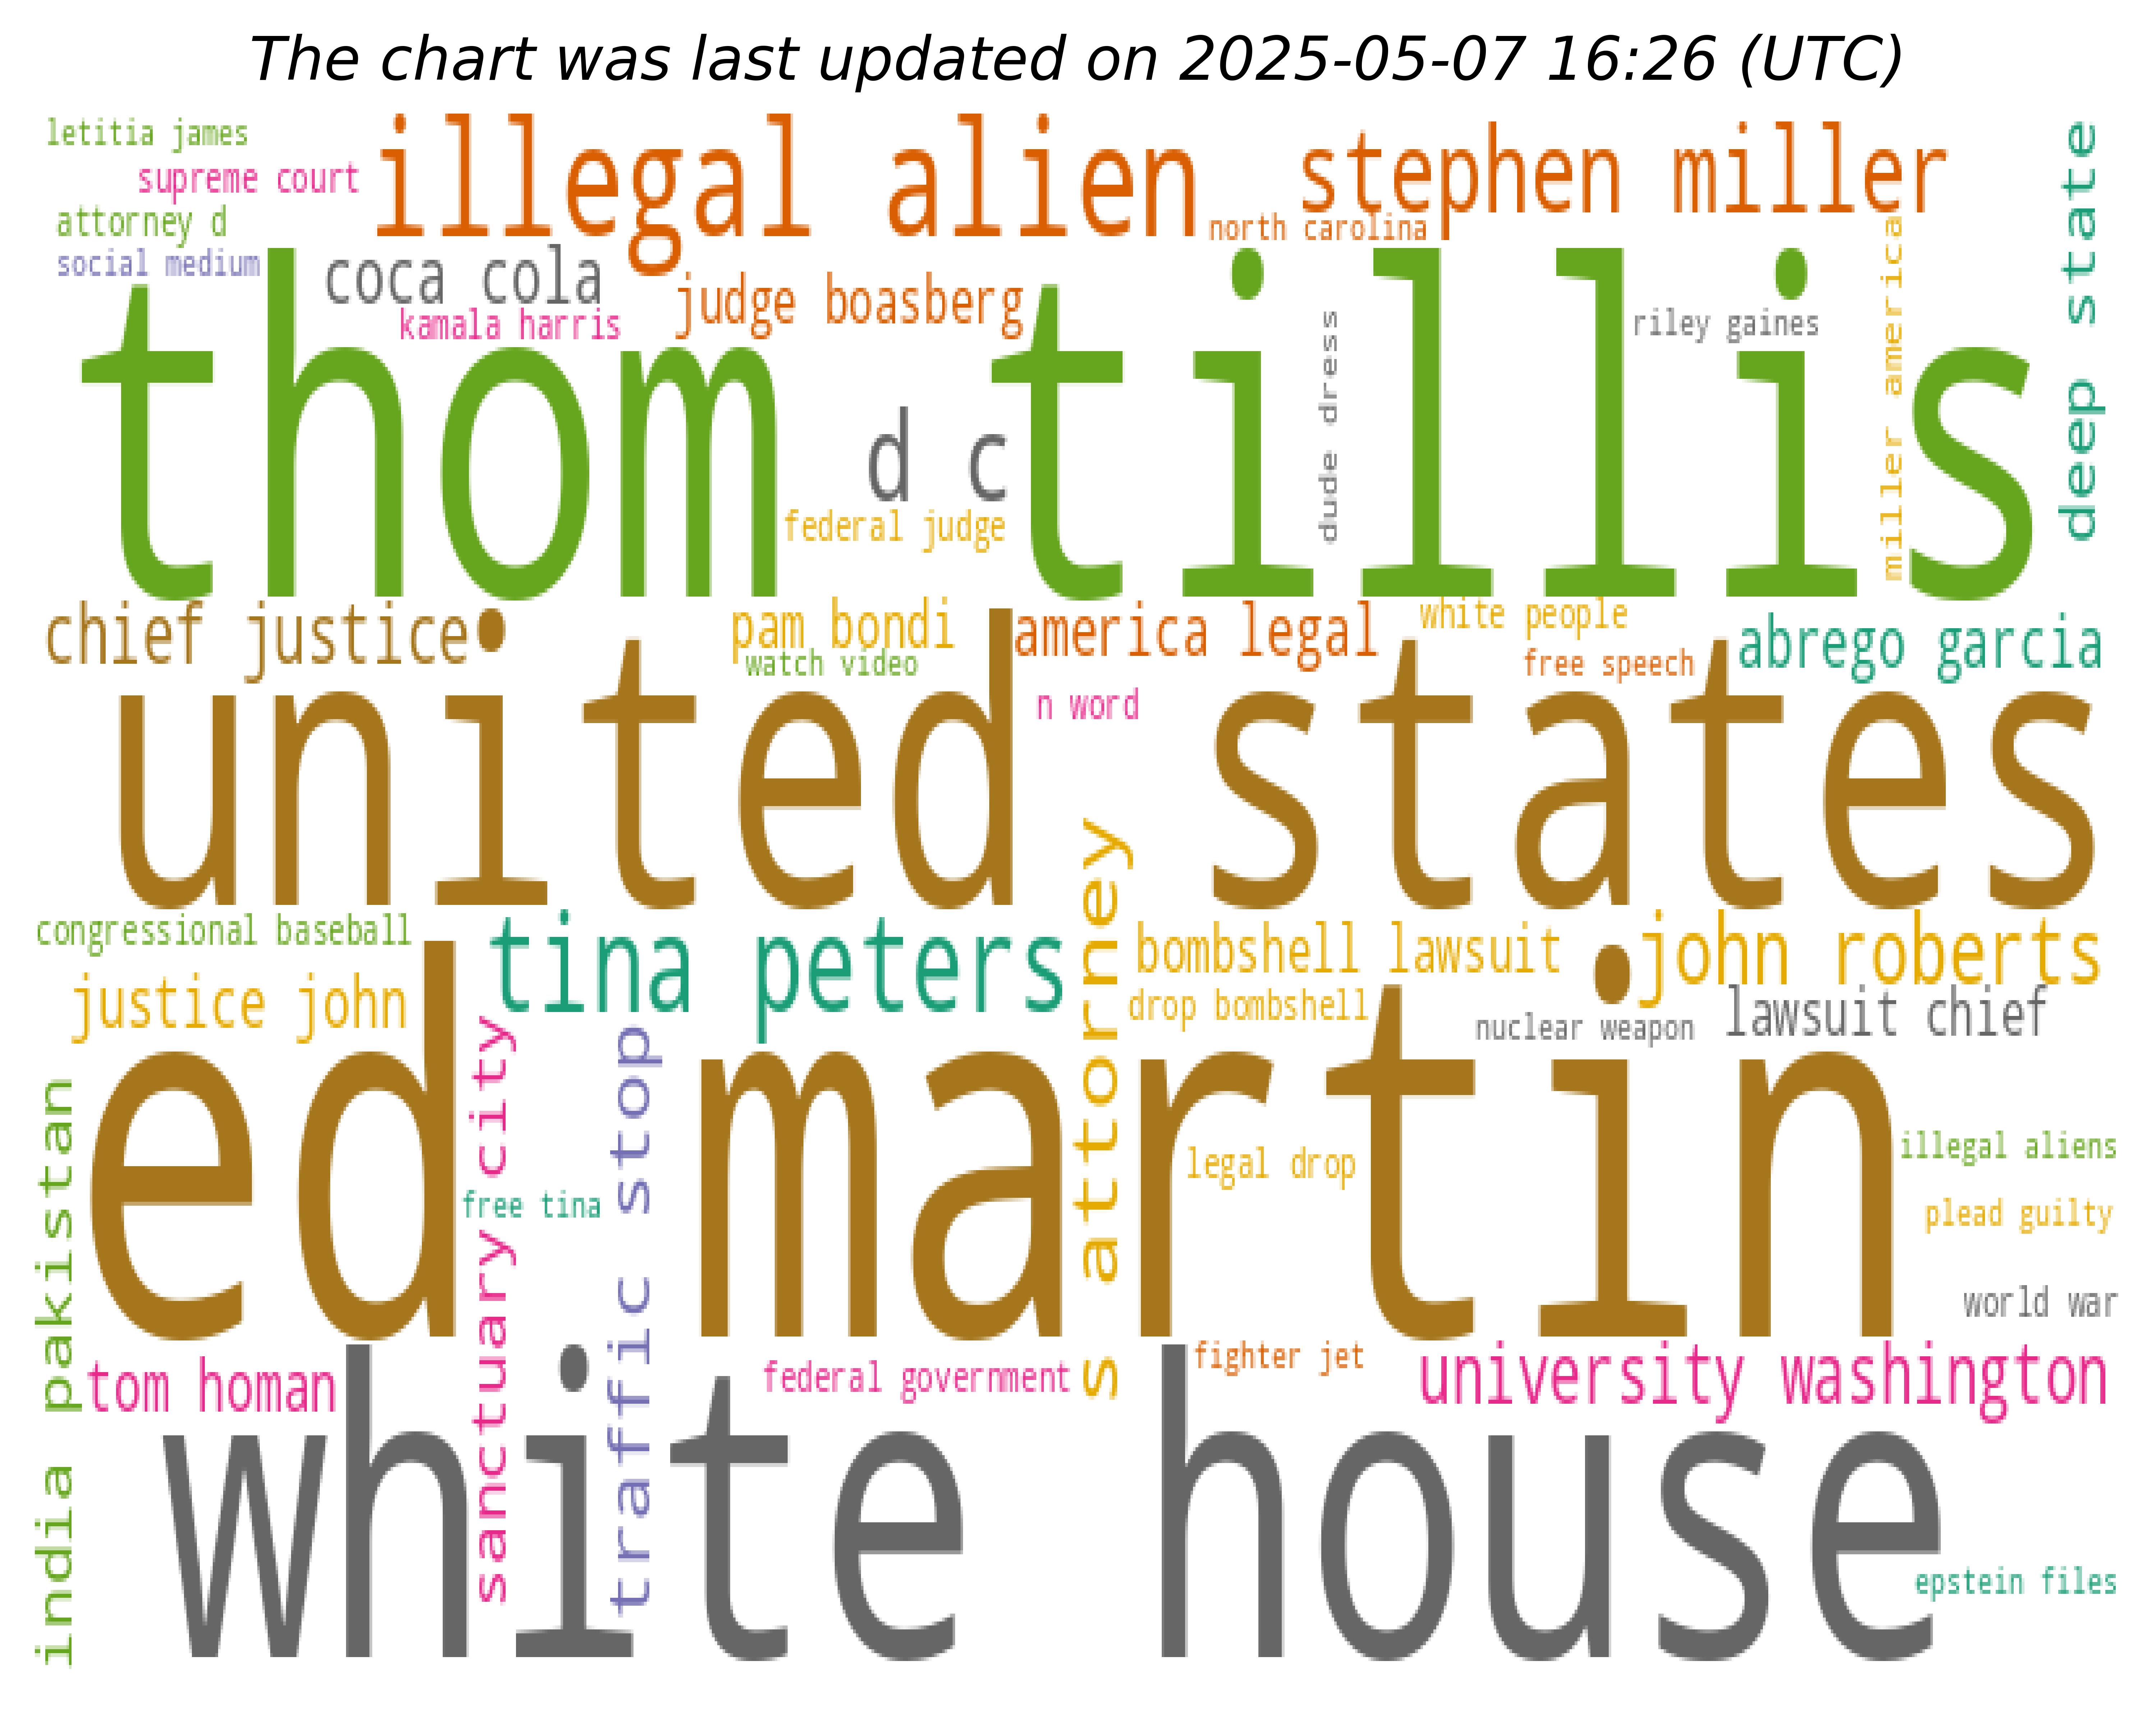 The chart was last updated on 2025-05-07 16:26 (UTC)
letitia james
illegal alien
stephen miller
deep state
supreme court
attorney d
north carolina
miller america
social medium
coca cola
judge boasberg
kamala harris
riley gaines
dude dress
thom tillis
d c
federal judge
chief justice
pam bondi
america legal
white people
abrego garcia
watch video
free speech
n word
united states
s attorney
congressional baseball
tina peters
bombshell lawsuit
john roberts
justice john
drop bombshell
nuclear weapon
lawsuit chief
sanctuary city
traffic stop
india pakistan
ed martin
legal drop
illegal aliens
free tina
plead guilty
world war
tom homan
federal government
fighter jet
university washington
white house
epstein files